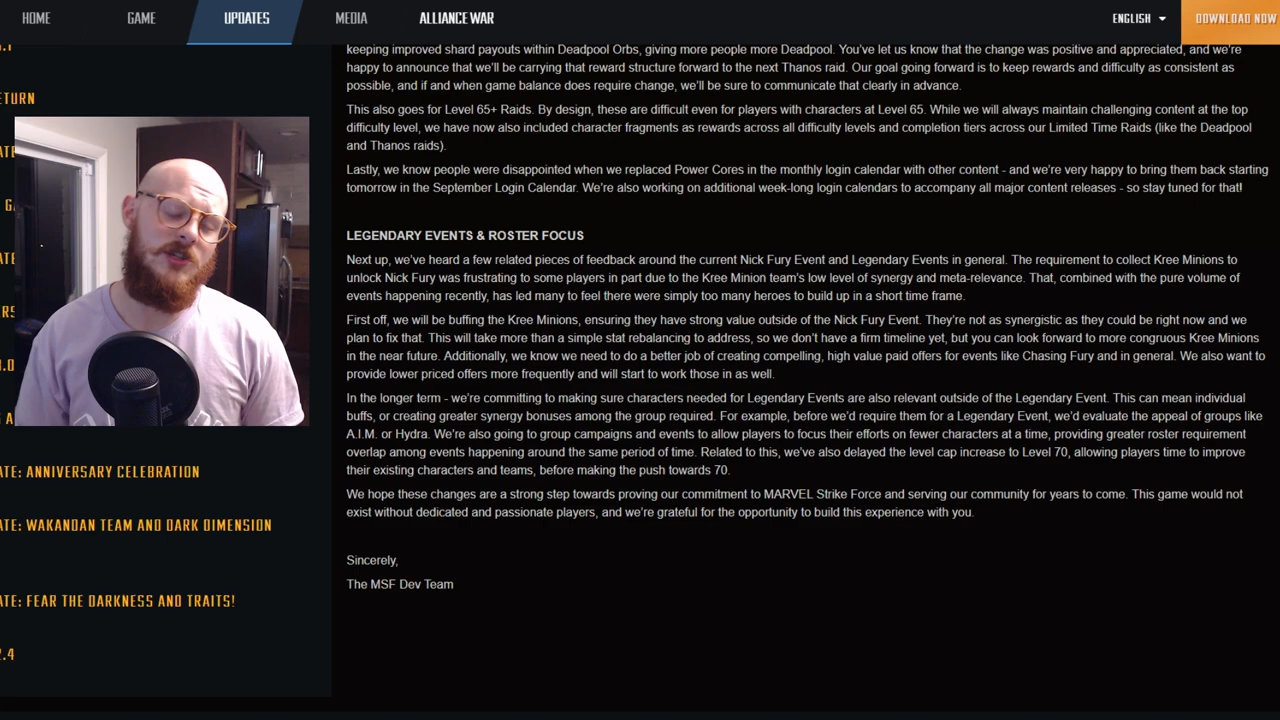 HOME
GAME
UPDATES
MEDIA
ALLIANCE WAR
ENGLISH
DOWNLOAD NOW
keeping improved shard payouts within Deadpool Orbs, giving more people more Deadpool. You've let us know that the change was positive and appreciated, and we're
happy to announce that we'll be carrying that reward structure forward to the next Thanos raid. Our goal going forward is to keep rewards and difficulty as consistent as
possible, and if and when game balance does require change, we'll be sure to communicate that clearly in advance.
This also goes for Level 65+ Raids. By design, these are difficult even for players with characters at Level 65. While we will always maintain challenging content at the top
difficulty level, we have now also included character fragments as rewards across all difficulty levels and completion tiers across our Limited Time Raids (like the Deadpool
and Thanos raids).
Lastly, we know people were disappointed when we replaced Power Cores in the monthly login calendar with other content - and we're very happy to bring them back starting
tomorrow in the September Login Calendar. We're also working on additional week-long login calendars to accompany all major content releases - so stay tuned for that!
LEGENDARY EVENTS & ROSTER FOCUS
Next up, we've heard a few related pieces of feedback around the current Nick Fury Event and Legendary Events in general. The requirement to collect Kree Minions to
unlock Nick Fury was frustrating to some players in part due to the Kree Minion team's low level of synergy and meta-relevance. That, combined with the pure volume of
events happening recently, has led many to feel there were simply too many heroes to build up in a short time frame.
First off, we will be buffing the Kree Minions, ensuring they have strong value outside of the Nick Fury Event. They're not as synergistic as they could be right now and we
plan to fix that. This will take more than a simple stat rebalancing to address, so we don't have a firm timeline yet, but you can look forward to more congruous Kree Minions
in the near future. Additionally, we know we need to do a better job of creating compelling, high value paid offers for events like Chasing Fury and in general. We also want to
provide lower priced offers more frequently and will start to work those in as well.
In the longer term - we're committing to making sure characters needed for Legendary Events are also relevant outside of the Legendary Event. This can mean individual
buffs, or creating greater synergy bonuses among the group required. For example, before we'd require them for a Legendary Event, we'd evaluate the appeal of groups like
A.I.M. or Hydra. We're also going to group campaigns and events to allow players to focus their efforts on fewer characters at a time, providing greater roster requirement
overlap among events happening around the same period of time. Related to this, we've also delayed the level cap increase to Level 70, allowing players time to improve
their existing characters and teams, before making the push towards 70.
We hope these changes are a strong step towards proving our commitment to MARVEL Strike Force and serving our community for years to come. This game would not
exist without dedicated and passionate players, and we're grateful for the opportunity to build this experience with you.
Sincerely,
The MSF Dev Team
ETURN
ATE
G
ATE
ERS
.0
S A
ATE: ANNIVERSARY CELEBRATION
ATE: WAKANDAN TEAM AND DARK DIMENSION
ATE: FEAR THE DARKNESS AND TRAITS!
2.4